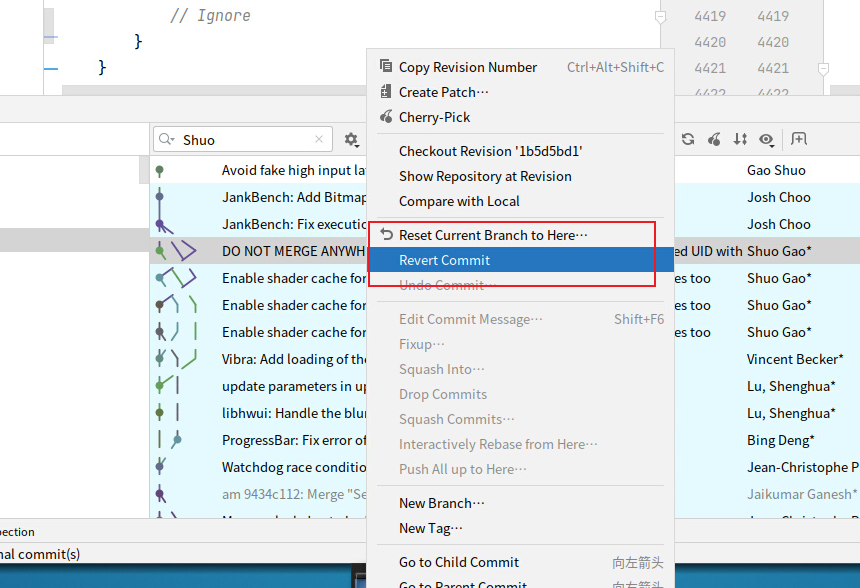 // Ignore
}
}
4419 4419
4420 4420
4421 4421
4422 4422
Copy Revision Number Ctrl+Alt+Shift+C
Create Patch…
Cherry-Pick
Shuo
Checkout Revision '1b5d5bd1'
Show Repository at Revision
Compare with Local
Reset Current Branch to Here…
Revert Commit
Undo Commit…
Edit Commit Message… Shift+F6
Fixup…
Squash Into…
Drop Commits
Squash Commits…
Interactively Rebase from Here…
Push All up to Here…
New Branch…
New Tag…
Go to Child Commit 向左箭头
Go to Parent Commit 向右箭头
Avoid fake high input la Gao Shuo
JankBench: Add Bitmap Josh Choo
JankBench: Fix executio Josh Choo
DO NOT MERGE ANYWH ed UID with Shuo Gao*
Enable shader cache for es too Shuo Gao*
Enable shader cache for es too Shuo Gao*
Enable shader cache for es too Shuo Gao*
Vibra: Add loading of the Vincent Becker*
update parameters in up Lu, Shenghua*
libhwui: Handle the blur Lu, Shenghua*
ProgressBar: Fix error of Bing Deng*
Watchdog race conditio Jean-Christophe P
am 9434c112: Merge "Se Jaikumar Ganesh*
pection
nal commit(s)